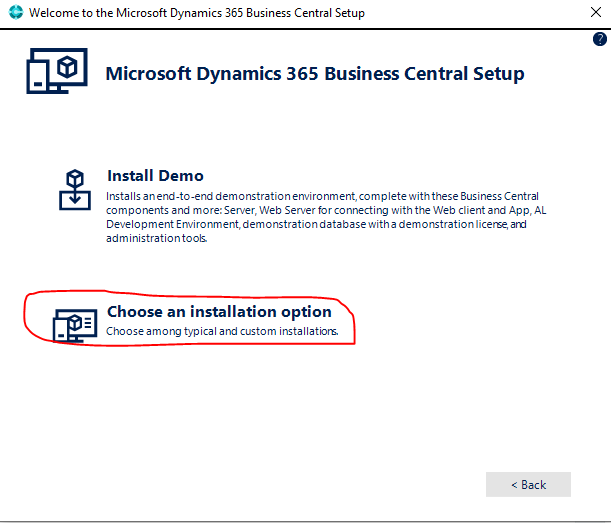 Welcome to the Microsoft Dynamics 365 Business Central Setup
?
Microsoft Dynamics 365 Business Central Setup
Install Demo
Installs an end-to-end demonstration environment, complete with these Business Central
components and more: Server, Web Server for connecting with the Web client and App, AL
Development Environment, demonstration database with a demonstration license, and
administration tools.
Choose an installation option
Choose among typical and custom installations.
< Back